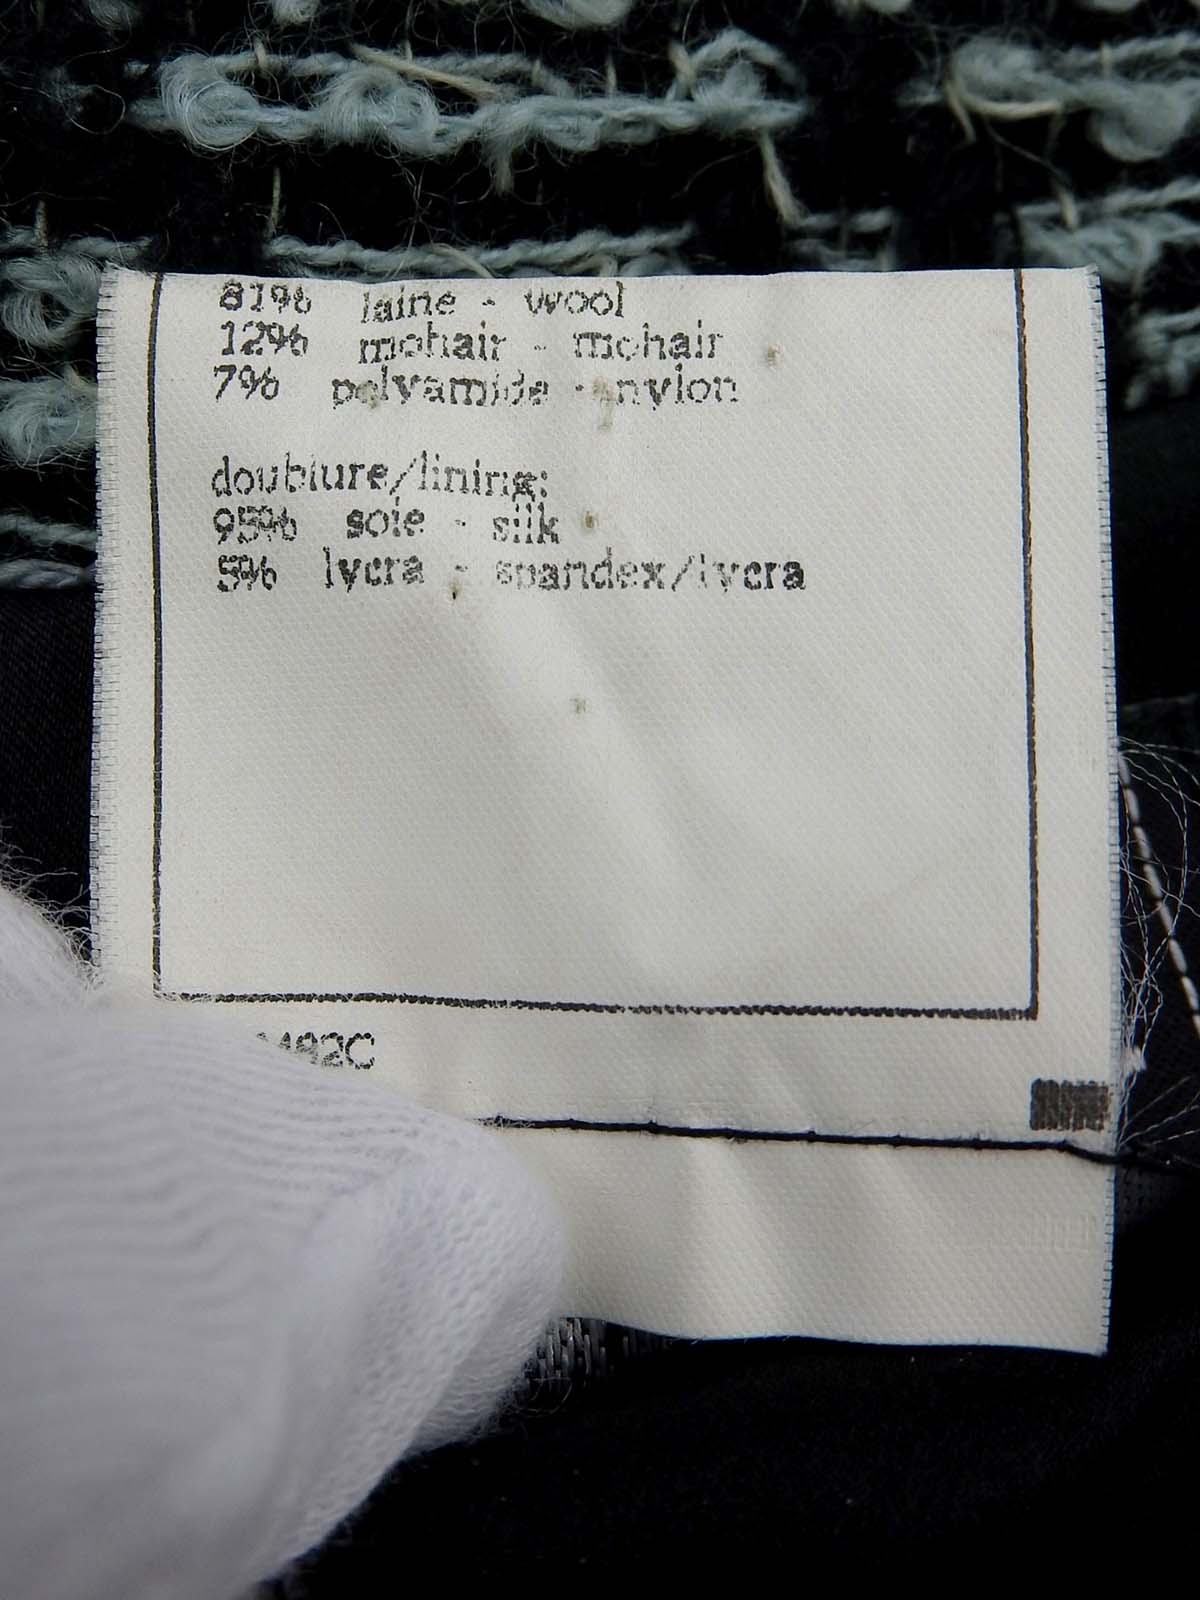 81% laine - wool
12% mohair - mohair
7% polyamide - nylon
doublure/lining:
95% soie - silk
5% lycra - spandex/lycra